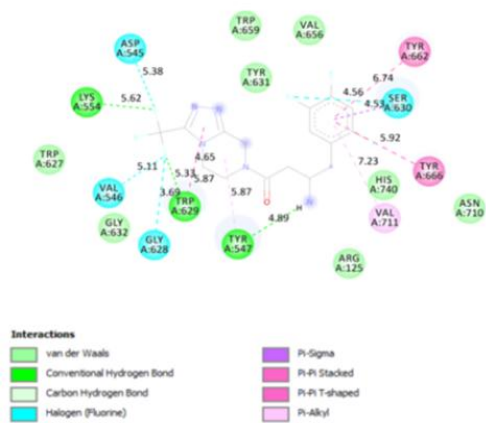 TRP
A:659
VAL
A:656
ASP
A:545
TYR
A:662
TYR
A:631
5.38
6.74
LYS
A:554
5.62
4.56
4.53
SER
A:630
N
N
N
TRP
A:627
4.65
5.92
5.11
5.33
5.87
7.23
TYR
A:666
VAL
A:546
3.69
TRP
A:629
5.87
N
HIS
A:740
O
H
4.89
VAL
A:711
ASN
A:710
GLY
A:632
GLY
A:628
TYR
A:547
ARG
A:125
Interactions
van der Waals
Conventional Hydrogen Bond
Carbon Hydrogen Bond
Halogen (Fluorine)
Pi-Sigma
Pi-Pi Stacked
Pi-Pi T-shaped
Pi-Alkyl